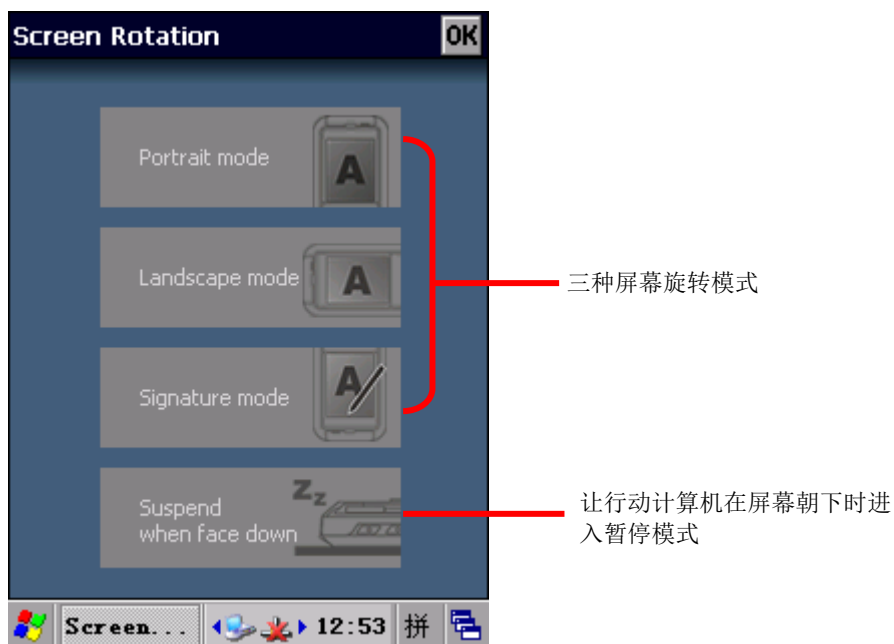 Screen Rotation
OK
Portrait mode
A
Landscape mode
A
三种屏幕旋转模式
Signature mode
A
Suspend
when face down
Zz
让行动计算机在屏幕朝下时进
入暂停模式
Screen... 12:53 拼